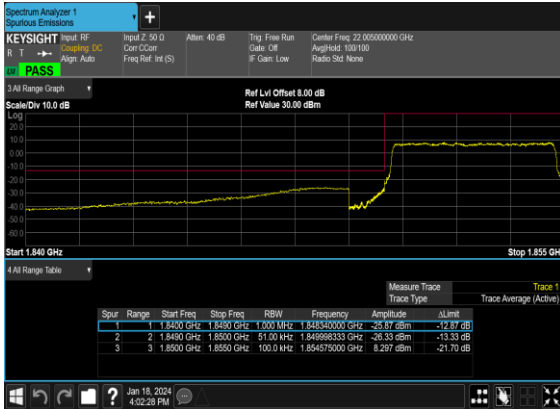 Spectrum Analyzer 1
Spurious Emissions
KEYSIGHT Input: RF Input Z: 50 Ω Atten: 40 dB Trig: Free Run Center Freq: 22.005000000 GHz
R T Coupling: DC Corr CCorr Gate: Off Avg|Hold: 100/100
Align: Auto Freq Ref: Int (S) IF Gain: Low Radio Std: None
PASS
3 All Range Graph
Ref Lvl Offset 8.00 dB
Scale/Div 10.0 dB Ref Value 30.00 dBm
Log
20.0
10.0
0.00
-10.0
-20.0
-30.0
-40.0
-50.0
-60.0
Start 1.840 GHz Stop 1.855 GH
4 All Range Table
Measure Trace Trace 1
Trace Type Trace Average (Active)
Spur Range Start Freq Stop Freq RBW Frequency Amplitude ΔLimit
1 1 1.8400 GHz 1.8490 GHz 1.000 MHz 1.848340000 GHz -25.87 dBm -12.87 dB
2 2 1.8490 GHz 1.8500 GHz 51.00 kHz 1.849998333 GHz -26.33 dBm -13.33 dB
3 3 1.8500 GHz 1.8550 GHz 100.0 kHz 1.854575000 GHz 8.297 dBm -21.70 dB
Jan 18, 2024
4:02:28 PM